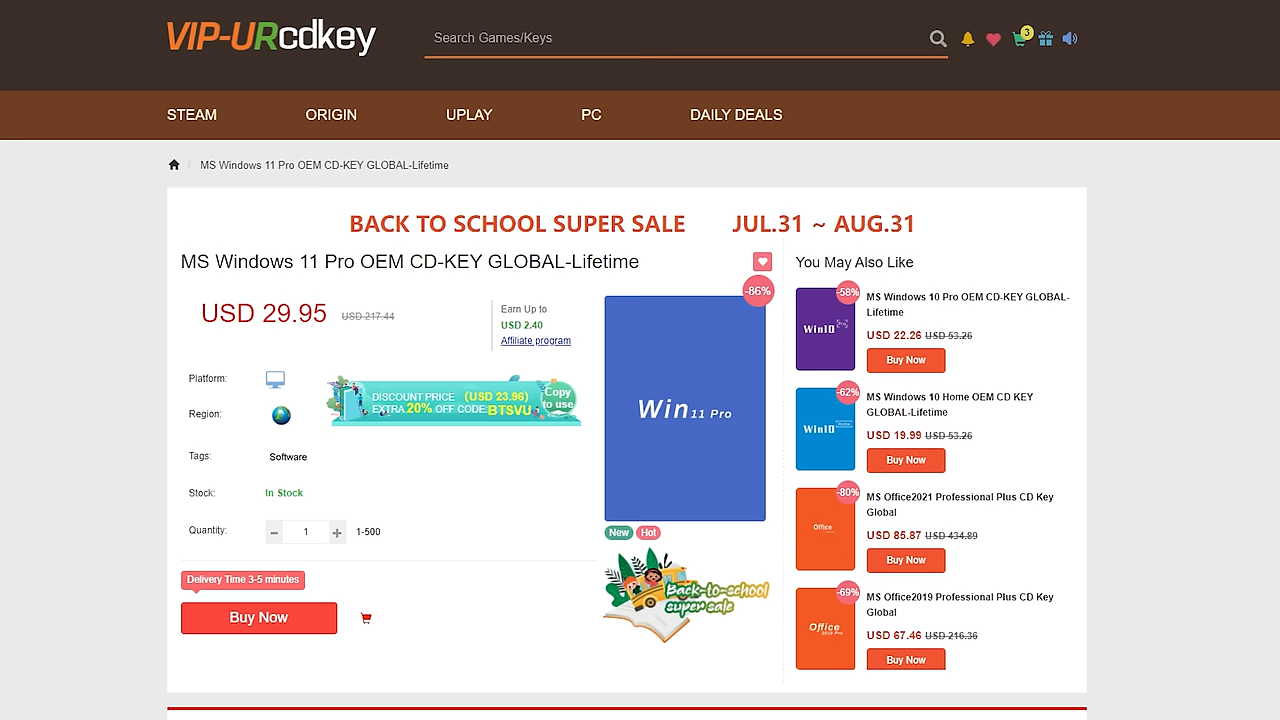 VIP-URcdkey
Search Games/Keys
3
STEAM
ORIGIN
UPLAY
PC
DAILY DEALS
/ MS Windows 11 Pro OEM CD-KEY GLOBAL-Lifetime
BACK TO SCHOOL SUPER SALE JUL.31 ~ AUG.31
MS Windows 11 Pro OEM CD-KEY GLOBAL-Lifetime
USD 29.95 USD 217.44
Earn Up to
USD 2.40
Affiliate program
Platform:
Region:
DISCOUNT PRICE (USD 23.96)
EXTRA 20% OFF CODE:BTSVU
Copy
to use
Tags: Software
Stock: In Stock
Quantity: − 1 + 1-500
Delivery Time 3-5 minutes
Buy Now
-86%
Win 11 Pro
New Hot
Back-to-school
super sale
You May Also Like
-58%
Win10
MS Windows 10 Pro OEM CD-KEY GLOBAL-
Lifetime
USD 22.26 USD 53.26
Buy Now
-62%
Win10 Home
MS Windows 10 Home OEM CD KEY
GLOBAL-Lifetime
USD 19.99 USD 53.26
Buy Now
-80%
Office
MS Office2021 Professional Plus CD Key
Global
USD 85.87 USD 434.89
Buy Now
-69%
Office
2019 Pro
MS Office2019 Professional Plus CD Key
Global
USD 67.46 USD 216.36
Buy Now